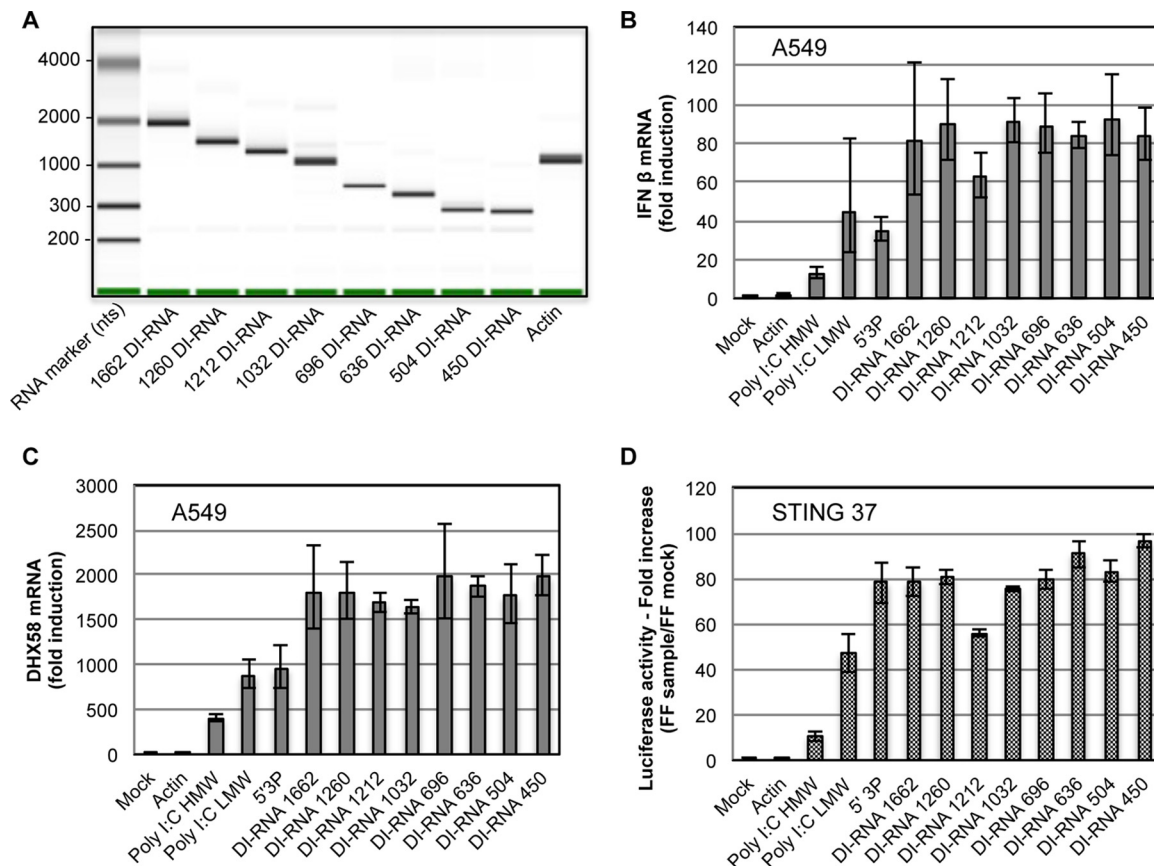 A
4000
2000
1000
300
200
RNA marker (nts)
1662 DI-RNA
1260 DI-RNA
1212 DI-RNA
1032 DI-RNA
696 DI-RNA
636 DI-RNA
504 DI-RNA
450 DI-RNA
Actin
B
A549
IFN β mRNA
(fold induction)
140
120
100
80
60
40
20
0
Mock
Actin
Poly I:C HMW
Poly I:C LMW
5'3P
DI-RNA 1662
DI-RNA 1260
DI-RNA 1212
DI-RNA 1032
DI-RNA 696
DI-RNA 636
DI-RNA 504
DI-RNA 450
C
A549
DHX58 mRNA
(fold induction)
3000
2500
2000
1500
1000
500
0
Mock
Actin
Poly I:C HMW
Poly I:C LMW
5'3P
DI-RNA 1662
DI-RNA 1260
DI-RNA 1212
DI-RNA 1032
DI-RNA 696
DI-RNA 636
DI-RNA 504
DI-RNA 450
D
STING 37
Luciferase activity - Fold increase
(FF sample/FF mock)
120
100
80
60
40
20
0
Mock
Actin
Poly I:C HMW
Poly I:C LMW
5' 3P
DI-RNA 1662
DI-RNA 1260
DI-RNA 1212
DI-RNA 1032
DI-RNA 696
DI-RNA 636
DI-RNA 504
DI-RNA 450